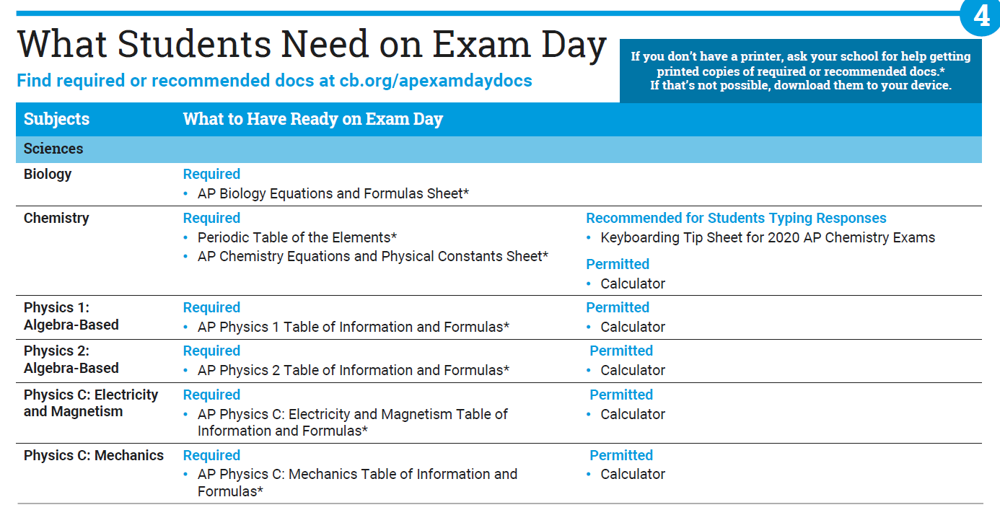 4
What Students Need on Exam Day
Find required or recommended docs at cb.org/apexamdaydocs
If you don't have a printer, ask your school for help getting
printed copies of required or recommended docs.*
If that's not possible, download them to your device.
Subjects
What to Have Ready on Exam Day
Sciences
Biology
Required
• AP Biology Equations and Formulas Sheet*
Chemistry
Required
• Periodic Table of the Elements*
• AP Chemistry Equations and Physical Constants Sheet*
Recommended for Students Typing Responses
• Keyboarding Tip Sheet for 2020 AP Chemistry Exams
Permitted
• Calculator
Physics 1:
Algebra-Based
Required
• AP Physics 1 Table of Information and Formulas*
Permitted
• Calculator
Physics 2:
Algebra-Based
Required
• AP Physics 2 Table of Information and Formulas*
Permitted
• Calculator
Physics C: Electricity
and Magnetism
Required
• AP Physics C: Electricity and Magnetism Table of
Information and Formulas*
Permitted
• Calculator
Physics C: Mechanics
Required
• AP Physics C: Mechanics Table of Information and
Formulas*
Permitted
• Calculator